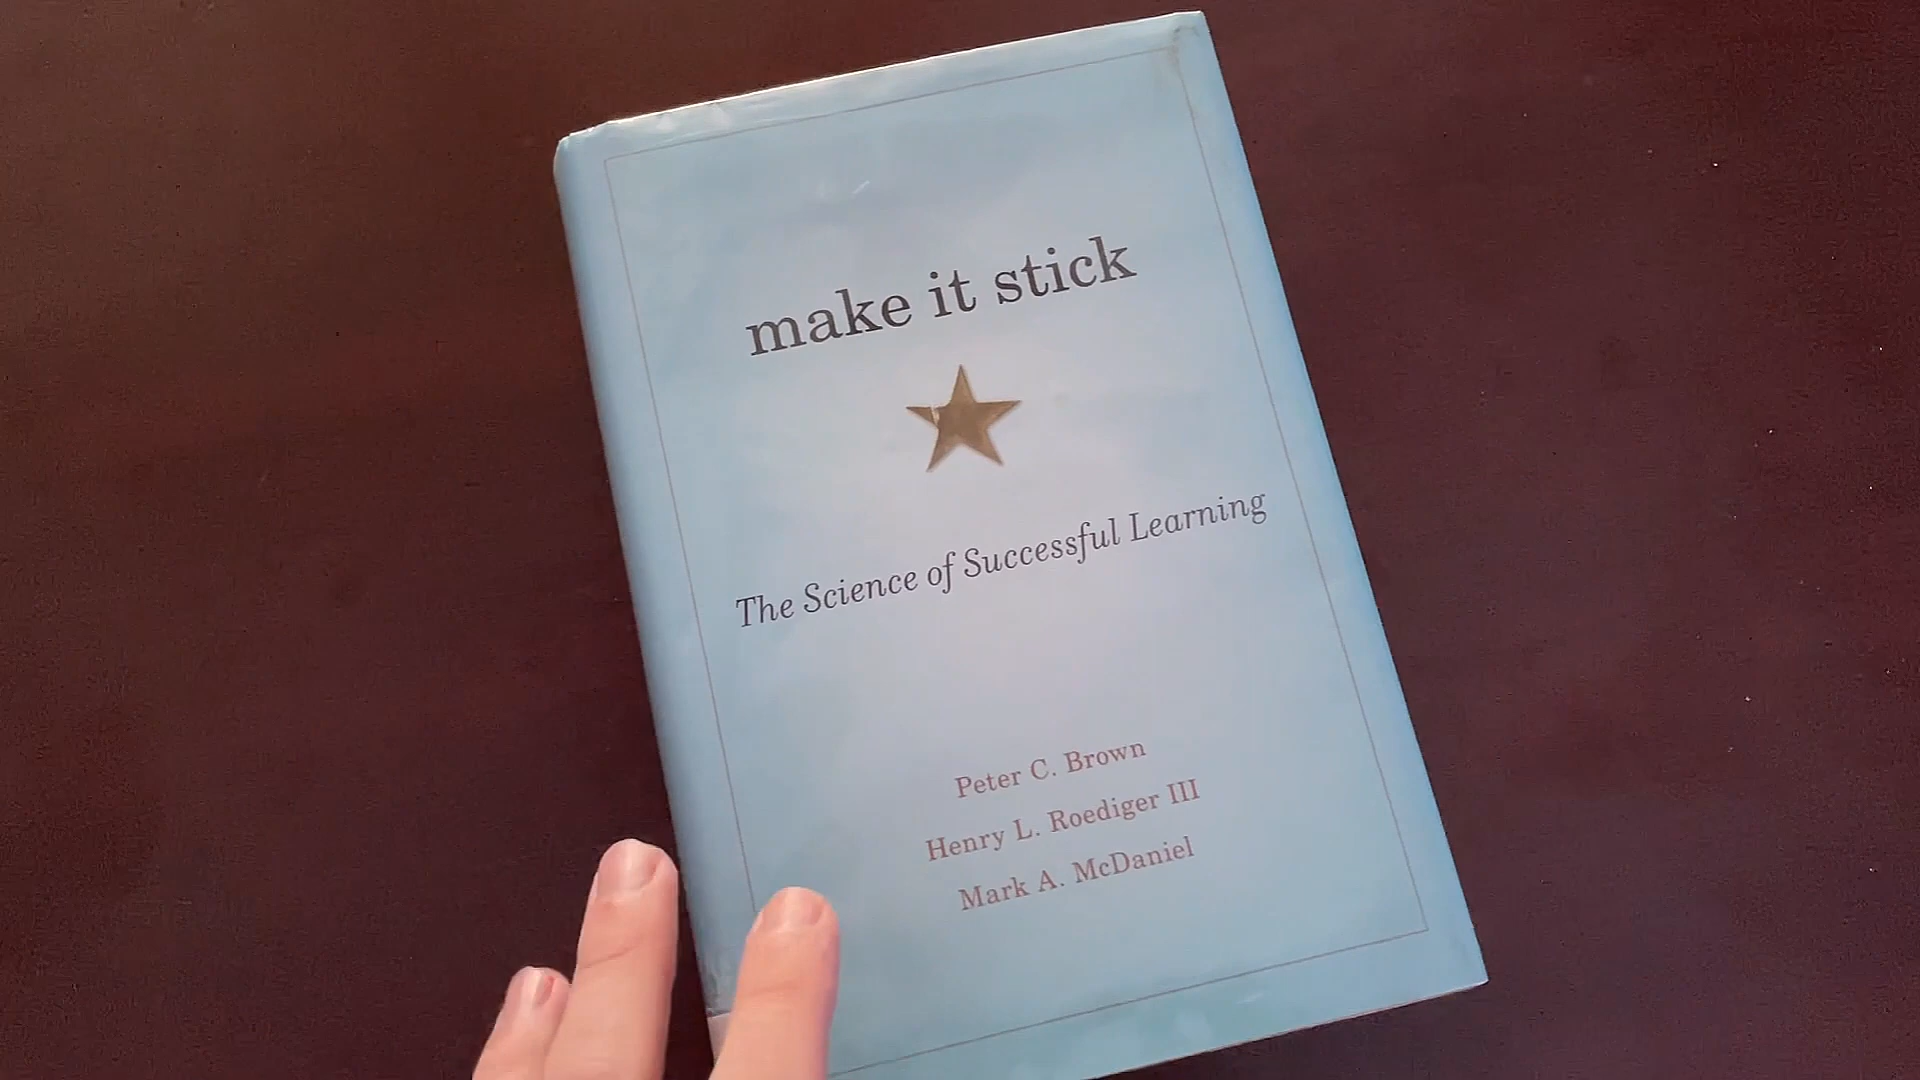 make it stick
The Science of Successful Learning
Peter C. Brown
Henry L. Roediger III
Mark A. McDaniel